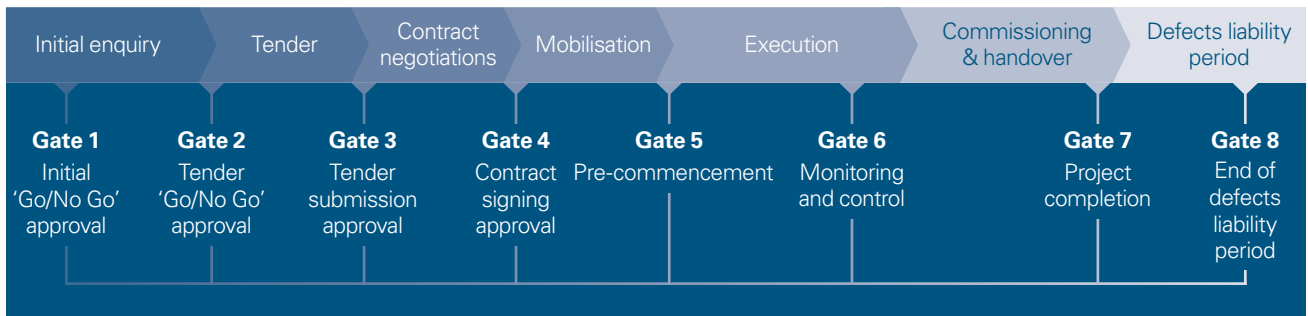 Initial enquiry
Tender
Contract
negotiations
Mobilisation
Execution
Commissioning
& handover
Defects liability
period
Gate 1
Initial
‘Go/No Go’
approval
Gate 2
Tender
‘Go/No Go’
approval
Gate 3
Tender
submission
approval
Gate 4
Contract
signing
approval
Gate 5
Pre-commencement
Gate 6
Monitoring
and control
Gate 7
Project
completion
Gate 8
End of
defects
liability
period